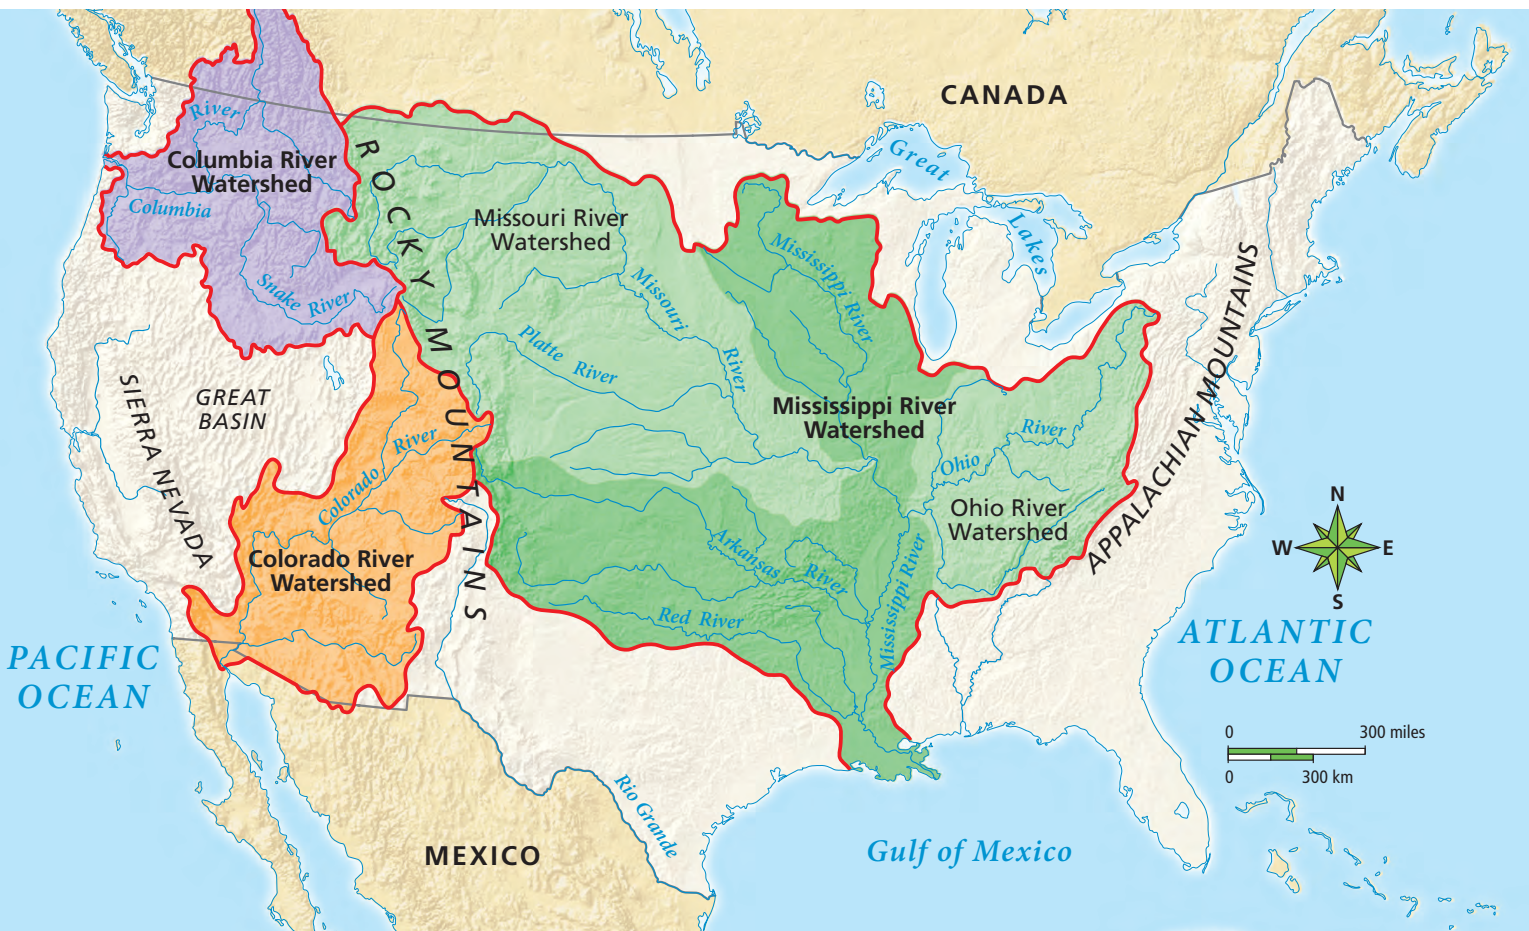 CANADA
River
Columbia River
Watershed
Columbia
Snake River
ROCKY MOUNTAINS
Great
Lakes
Missouri River
Watershed
Missouri
River
Mississippi River
Platte River
GREAT
BASIN
SIERRA NEVADA
Mississippi River
Watershed
Colorado River
Colorado River
Watershed
Ohio River
Ohio River
Watershed
APPALACHIAN MOUNTAINS
Arkansas River
Red River
Mississippi River
N
W E
S
PACIFIC
OCEAN
ATLANTIC
OCEAN
0 300 miles
0 300 km
Rio Grande
MEXICO
Gulf of Mexico